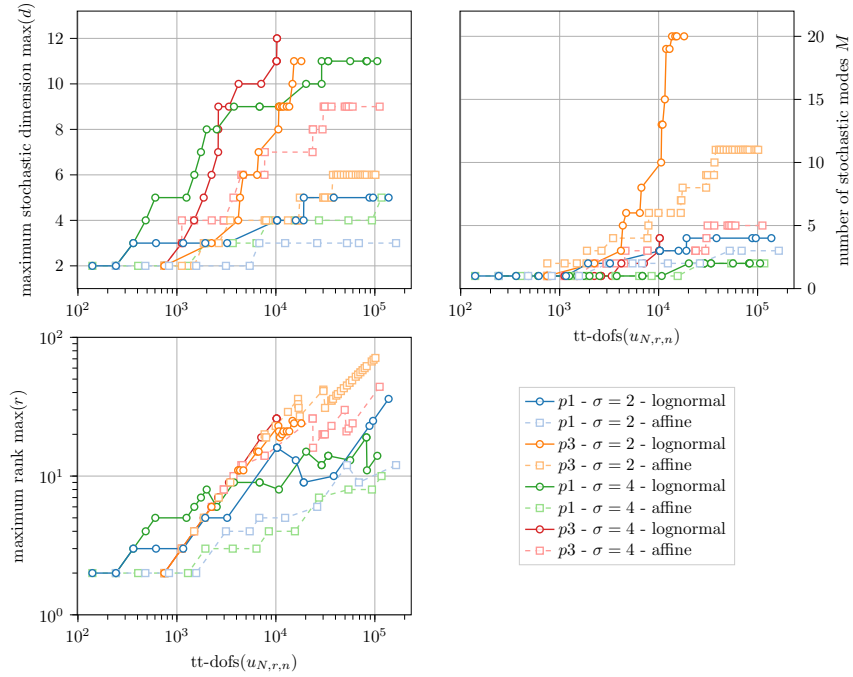 maximum stochastic dimension max(d)
12
10
8
6
4
2
10^2
10^3
10^4
10^5
20
15
10
5
0
number of stochastic modes M
10^3
10^4
10^5
tt-dofs(u_{N,r,n})
maximum rank max(r)
10^2
10^1
10^0
10^2
10^3
10^4
10^5
tt-dofs(u_{N,r,n})
p1 - σ = 2 - lognormal
p1 - σ = 2 - affine
p3 - σ = 2 - lognormal
p3 - σ = 2 - affine
p1 - σ = 4 - lognormal
p1 - σ = 4 - affine
p3 - σ = 4 - lognormal
p3 - σ = 4 - affine